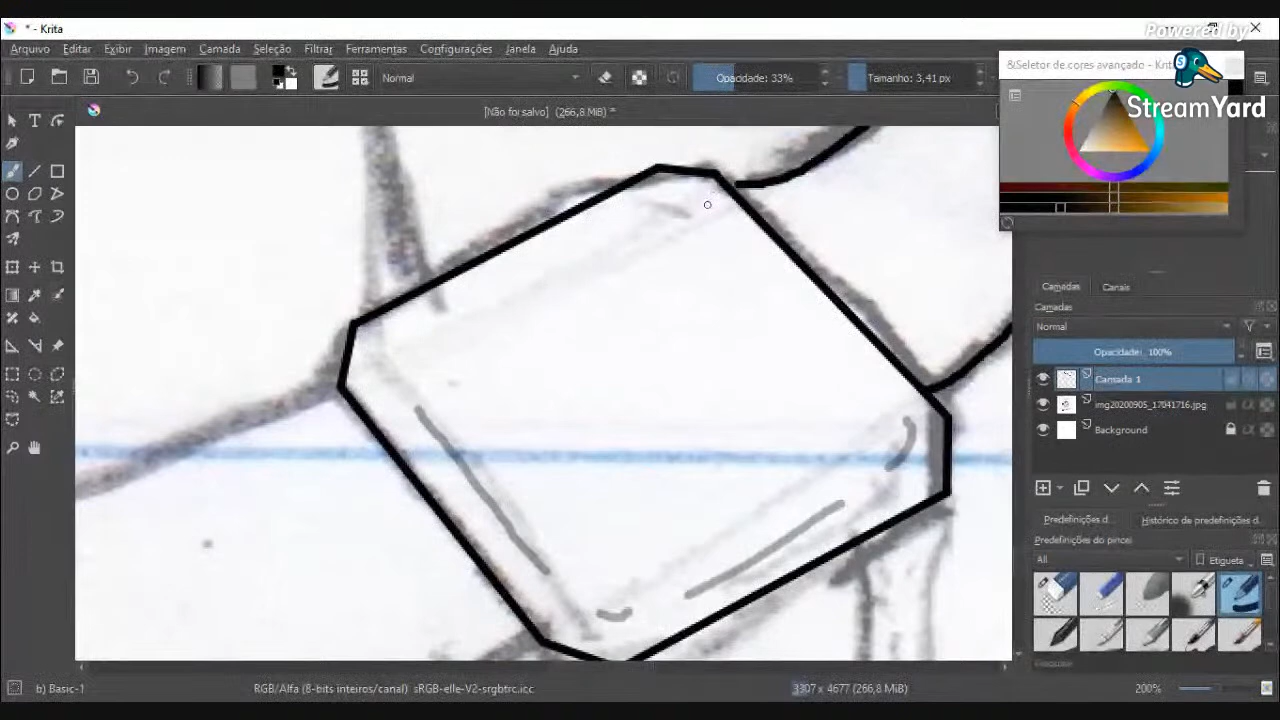 * - Krita
Powered by
StreamYard
Arquivo Editar Exibir Imagem Camada Seleção Filtrar Ferramentas Configurações Janela Ajuda
Normal Opacidade: 33% Tamanho: 3,41 px
&Seletor de cores avançado - Krit
[Não foi salvo] (266,8 MiB) *
Camadas Canais
Camadas
Normal
Opacidade: 100%
Camada 1
img20200905_17041716.jpg
Background
Predefinições d. Histórico de predefinições d.
Predefinições do pincel
All Etiqueta
b) Basic-1 RGB/Alfa (8-bits inteiros/canal) sRGB-elle-V2-srgbtrc.icc 3307 x 4677 (266,8 MiB) 200%